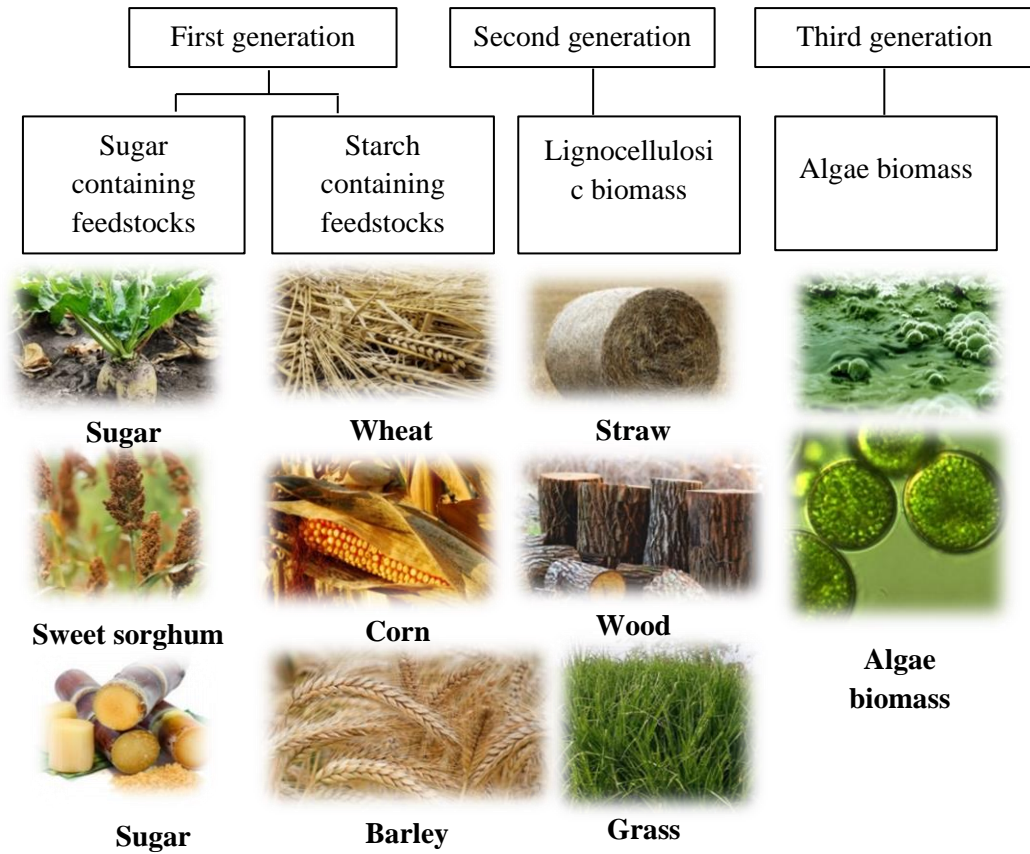 First generation
Second generation
Third generation
Sugar
containing
feedstocks
Starch
containing
feedstocks
Lignocellulosi
c biomass
Algae biomass
Sugar
Wheat
Straw
Sweet sorghum
Corn
Wood
Algae
biomass
Sugar
Barley
Grass